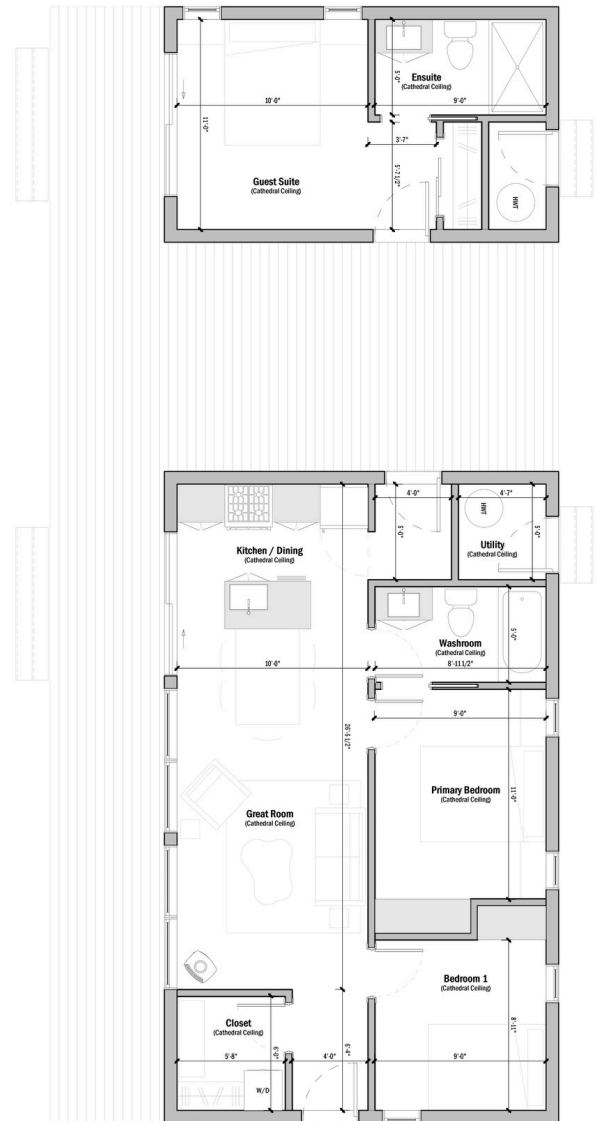 5'-0"
Ensuite
(Cathedral Ceiling)
10'-0"
9'-0"
11'-0"
3'-7"
5'-7 1/2"
Guest Suite
(Cathedral Ceiling)
HWT
4'-0"
4'-7"
HWT
5'-0"
5'-0"
Utility
(Cathedral Ceiling)
Kitchen / Dining
(Cathedral Ceiling)
Washroom
(Cathedral Ceiling)
5'-0"
10'-0"
8'-11 1/2"
9'-0"
26'-5 1/2"
Primary Bedroom
(Cathedral Ceiling)
11'-0"
Great Room
(Cathedral Ceiling)
Bedroom 1
(Cathedral Ceiling)
8'-11"
Closet
(Cathedral Ceiling)
6'-0"
6'-4"
5'-8"
4'-0"
9'-0"
W/D